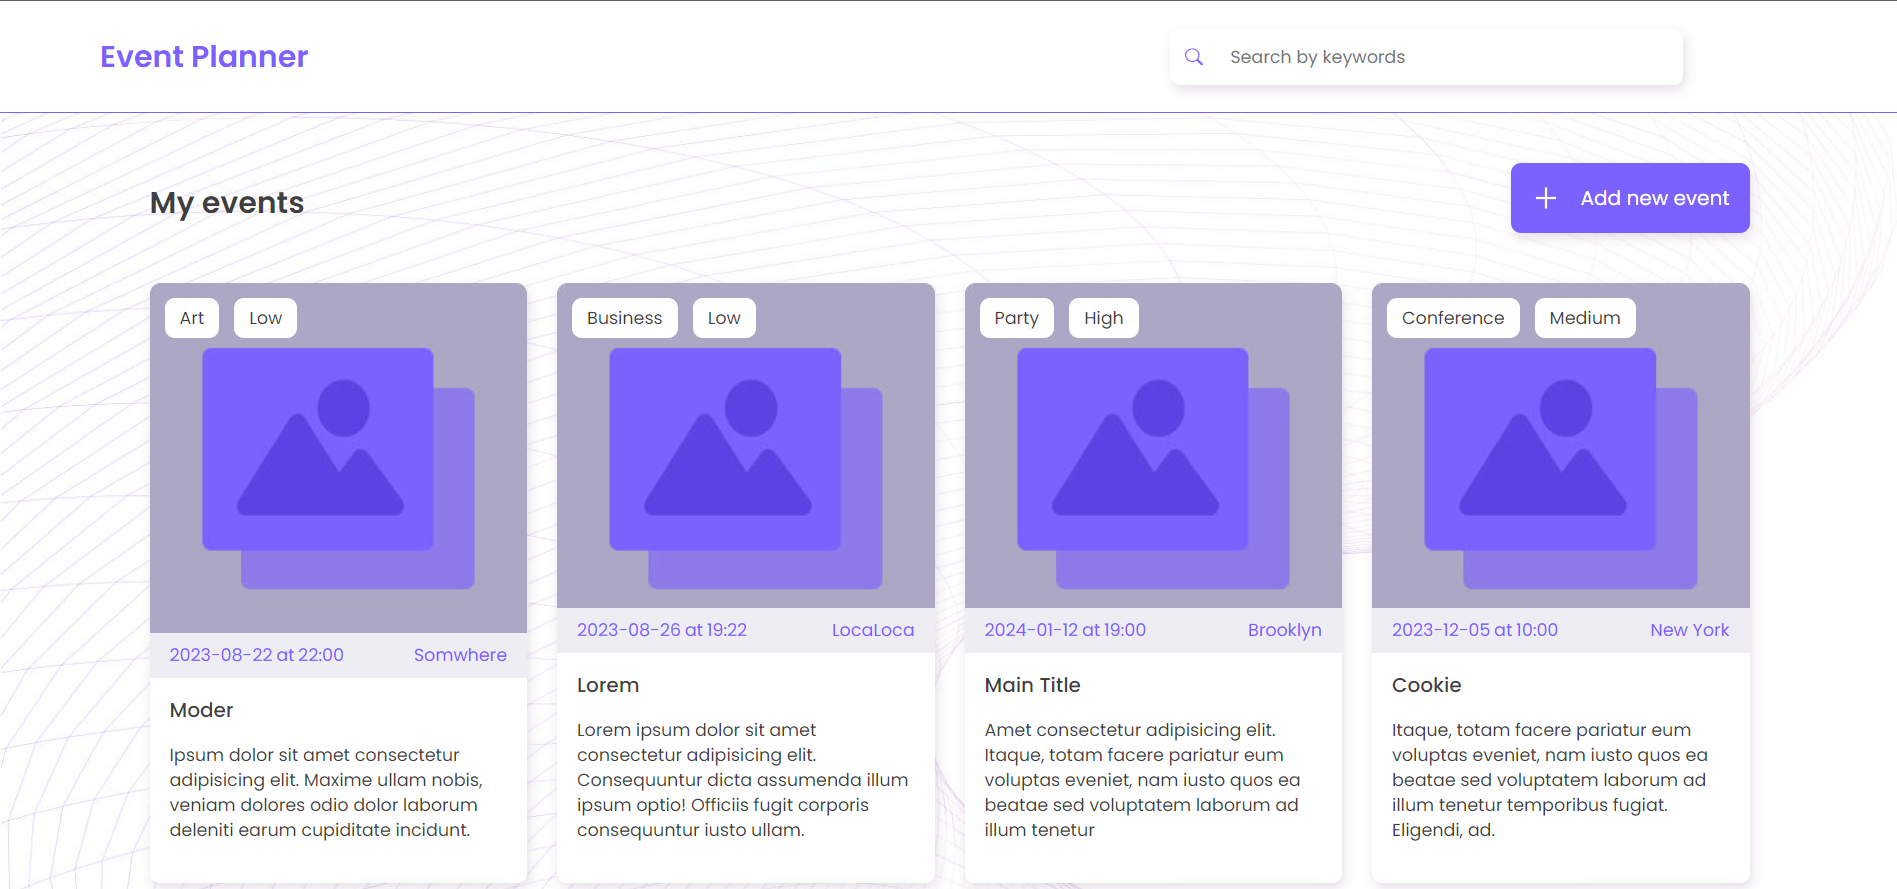 Event Planner
Search by keywords
My events
Add new event
Art Low
2023-08-22 at 22:00 Somwhere
Moder
Ipsum dolor sit amet consectetur
adipisicing elit. Maxime ullam nobis,
veniam dolores odio dolor laborum
deleniti earum cupiditate incidunt.
Business Low
2023-08-26 at 19:22 LocaLoca
Lorem
Lorem ipsum dolor sit amet
consectetur adipisicing elit.
Consequuntur dicta assumenda illum
ipsum optio! Officiis fugit corporis
consequuntur iusto ullam.
Party High
2024-01-12 at 19:00 Brooklyn
Main Title
Amet consectetur adipisicing elit.
Itaque, totam facere pariatur eum
voluptas eveniet, nam iusto quos ea
beatae sed voluptatem laborum ad
illum tenetur
Conference Medium
2023-12-05 at 10:00 New York
Cookie
Itaque, totam facere pariatur eum
voluptas eveniet, nam iusto quos ea
beatae sed voluptatem laborum ad
illum tenetur temporibus fugiat.
Eligendi, ad.